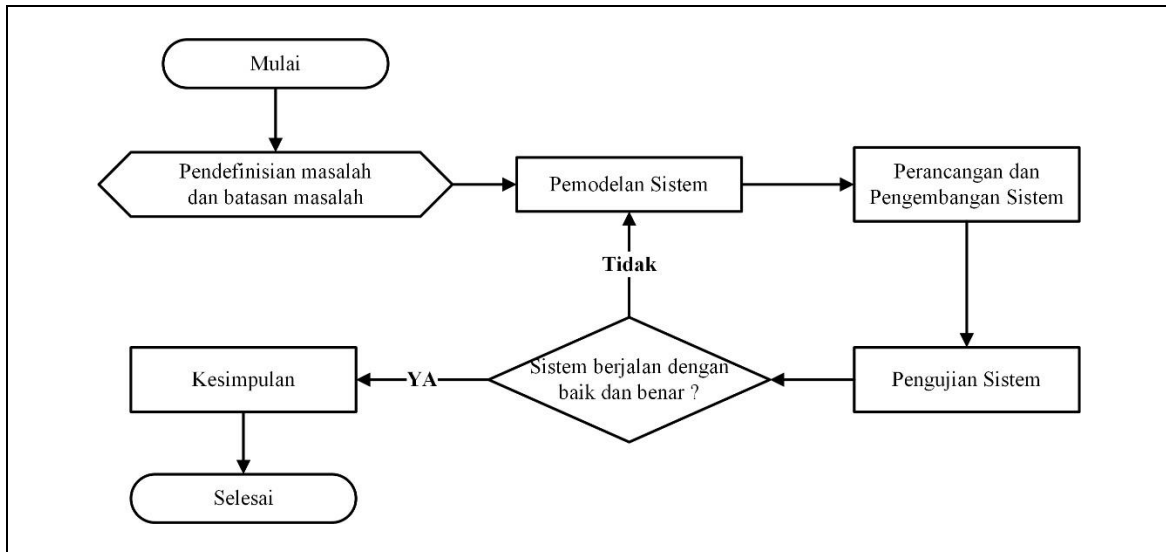 Mulai
Pendefinisian masalah
dan batasan masalah
Pemodelan Sistem
Perancangan dan
Pengembangan Sistem
Tidak
Pengujian Sistem
Sistem berjalan dengan
baik dan benar ?
YA
Kesimpulan
Selesai